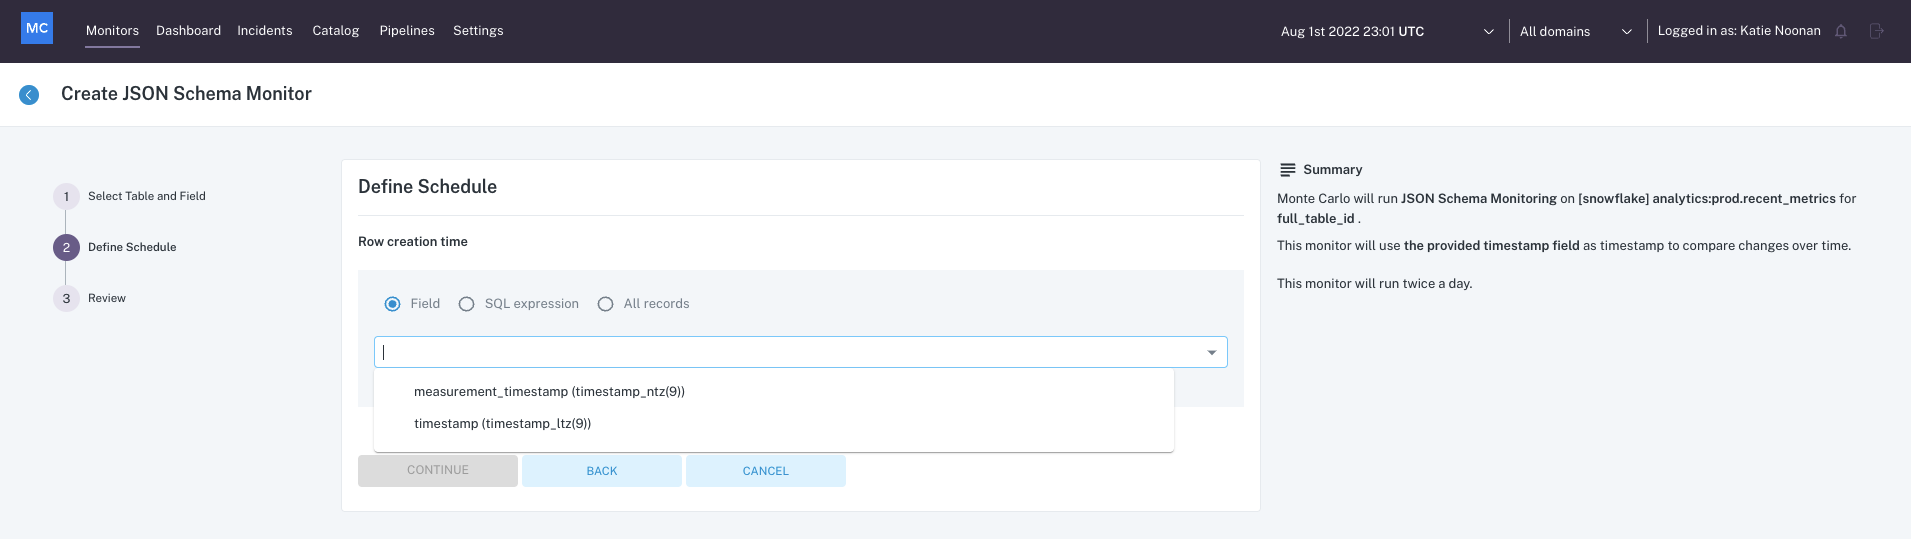 MC Monitors Dashboard Incidents Catalog Pipelines Settings Aug 1st 2022 23:01 UTC All domains Logged in as: Katie Noonan
Create JSON Schema Monitor
1 Select Table and Field
2 Define Schedule
3 Review
Define Schedule
Row creation time
Field SQL expression All records
measurement_timestamp (timestamp_ntz(9))
timestamp (timestamp_ltz(9))
CONTINUE BACK CANCEL
Summary
Monte Carlo will run JSON Schema Monitoring on [snowflake] analytics:prod.recent_metrics for
full_table_id .
This monitor will use the provided timestamp field as timestamp to compare changes over time.
This monitor will run twice a day.